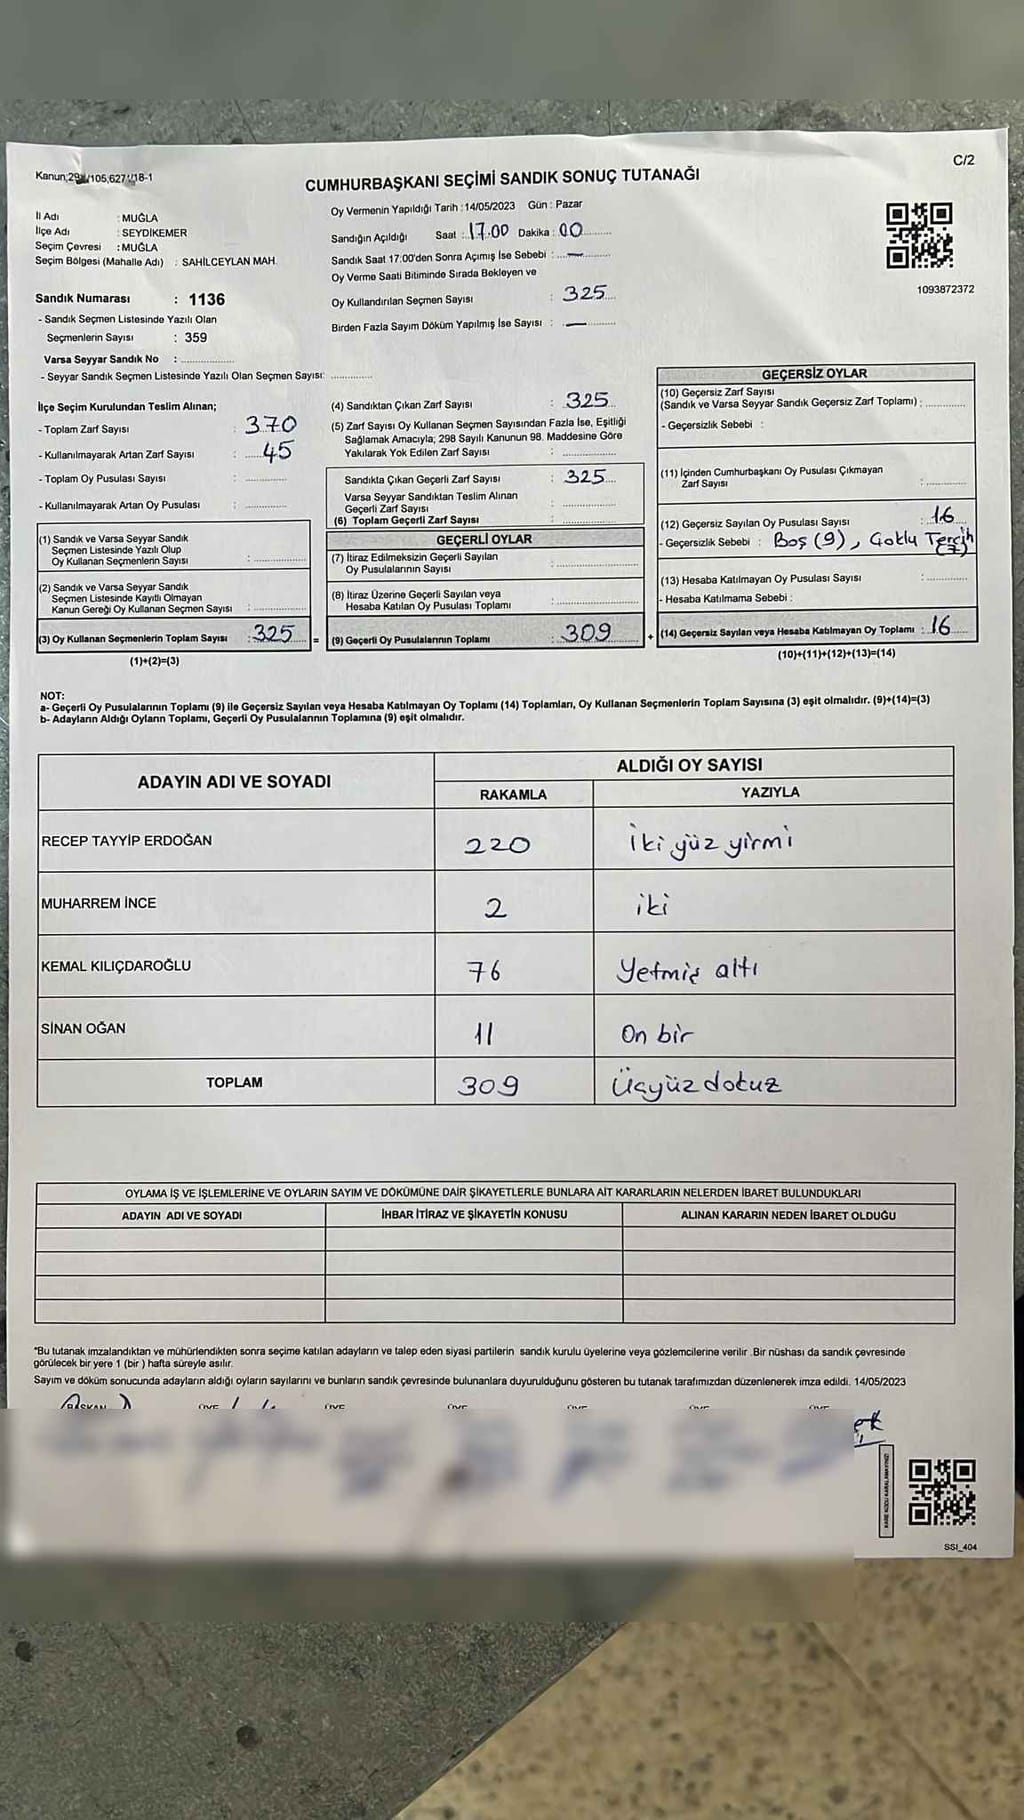 C/2
Kanun;298/105,627/18-1
CUMHURBAŞKANI SEÇİMİ SANDIK SONUÇ TUTANAĞI
İl Adı : MUĞLA
İlçe Adı : SEYDİKEMER
Seçim Çevresi : MUĞLA
Seçim Bölgesi (Mahalle Adı) : SAHİLCEYLAN MAH.
Oy Vermenin Yapıldığı Tarih :14/05/2023 Gün : Pazar
Sandığın Açıldığı Saat : 17.00 Dakika : 00
Sandık Saat 17:00'den Sonra Açımış İse Sebebi : —
Oy Verme Saati Bitiminde Sırada Bekleyen ve
Oy Kullandırılan Seçmen Sayısı : 325
Birden Fazla Sayım Döküm Yapılmış İse Sayısı : —
1093872372
Sandık Numarası : 1136
- Sandık Seçmen Listesinde Yazılı Olan
Seçmenlerin Sayısı : 359
Varsa Seyyar Sandık No :
- Seyyar Sandık Seçmen Listesinde Yazılı Olan Seçmen Sayısı:
İlçe Seçim Kurulundan Teslim Alınan;
- Toplam Zarf Sayısı : 370
- Kullanılmayarak Artan Zarf Sayısı : 45
- Toplam Oy Pusulası Sayısı :
- Kullanılmayarak Artan Oy Pusulası :
(1) Sandık ve Varsa Seyyar Sandık
Seçmen Listesinde Yazılı Olup
Oy Kullanan Seçmenlerin Sayısı :
(2) Sandık ve Varsa Seyyar Sandık
Seçmen Listesinde Kayıtlı Olmayan
Kanun Gereği Oy Kullanan Seçmen Sayısı :
(3) Oy Kullanan Seçmenlerin Toplam Sayısı : 325 =
(1)+(2)=(3)
(4) Sandıktan Çıkan Zarf Sayısı : 325
(5) Zarf Sayısı Oy Kullanan Seçmen Sayısından Fazla İse, Eşitliği
Sağlamak Amacıyla; 298 Sayılı Kanunun 98. Maddesine Göre
Yakılarak Yok Edilen Zarf Sayısı :
Sandıkta Çıkan Geçerli Zarf Sayısı : 325
Varsa Seyyar Sandıktan Teslim Alınan
Geçerli Zarf Sayısı :
(6) Toplam Geçerli Zarf Sayısı :
GEÇERLİ OYLAR
(7) İtiraz Edilmeksizin Geçerli Sayılan
Oy Pusulalarının Sayısı :
(8) İtiraz Üzerine Geçerli Sayılan veya
Hesaba Katılan Oy Pusulası Toplamı :
(9) Geçerli Oy Pusulalarının Toplamı : 309 +
GEÇERSİZ OYLAR
(10) Geçersiz Zarf Sayısı
(Sandık ve Varsa Seyyar Sandık Geçersiz Zarf Toplamı) :
- Geçersizlik Sebebi :
(11) İçinden Cumhurbaşkanı Oy Pusulası Çıkmayan
Zarf Sayısı :
(12) Geçersiz Sayılan Oy Pusulası Sayısı : 16
- Geçersizlik Sebebi : Boş (9), Çoklu Tercih
(7)
(13) Hesaba Katılmayan Oy Pusulası Sayısı :
- Hesaba Katılmama Sebebi :
(14) Geçersiz Sayılan veya Hesaba Katılmayan Oy Toplamı : 16
(10)+(11)+(12)+(13)=(14)
NOT:
a- Geçerli Oy Pusulalarının Toplamı (9) ile Geçersiz Sayılan veya Hesaba Katılmayan Oy Toplamı (14) Toplamları, Oy Kullanan Seçmenlerin Toplam Sayısına (3) eşit olmalıdır. (9)+(14)=(3)
b- Adayların Aldığı Oyların Toplamı, Geçerli Oy Pusulalarının Toplamına (9) eşit olmalıdır.
ADAYIN ADI VE SOYADI
ALDIĞI OY SAYISI
RAKAMLA YAZIYLA
RECEP TAYYİP ERDOĞAN 220 İki yüz yirmi
MUHARREM İNCE 2 iki
KEMAL KILIÇDAROĞLU 76 Yetmiş altı
SİNAN OĞAN 11 On bir
TOPLAM 309 Üçyüz dokuz
OYLAMA İŞ VE İŞLEMLERİNE VE OYLARIN SAYIM VE DÖKÜMÜNE DAİR ŞİKAYETLERLE BUNLARA AİT KARARLARIN NELERDEN İBARET BULUNDUKLARI
ADAYIN ADI VE SOYADI İHBAR İTİRAZ VE ŞİKAYETİN KONUSU ALINAN KARARIN NEDEN İBARET OLDUĞU
*Bu tutanak imzalandıktan ve mühürlendikten sonra seçime katılan adayların ve talep eden siyasi partilerin sandık kurulu üyelerine veya gözlemcilerine verilir .Bir nüshası da sandık çevresinde
görülecek bir yere 1 (bir ) hafta süreyle asılır.
Sayım ve döküm sonucunda adayların aldığı oyların sayılarını ve bunların sandık çevresinde bulunanlara duyurulduğunu gösteren bu tutanak tarafımızdan düzenlenerek imza edildi. 14/05/2023
BAŞKAN ÜYE ÜYE ÜYE ÜYE ÜYE ÜYE
KARE KODU KARALAMAYINIZ!
SSI_404